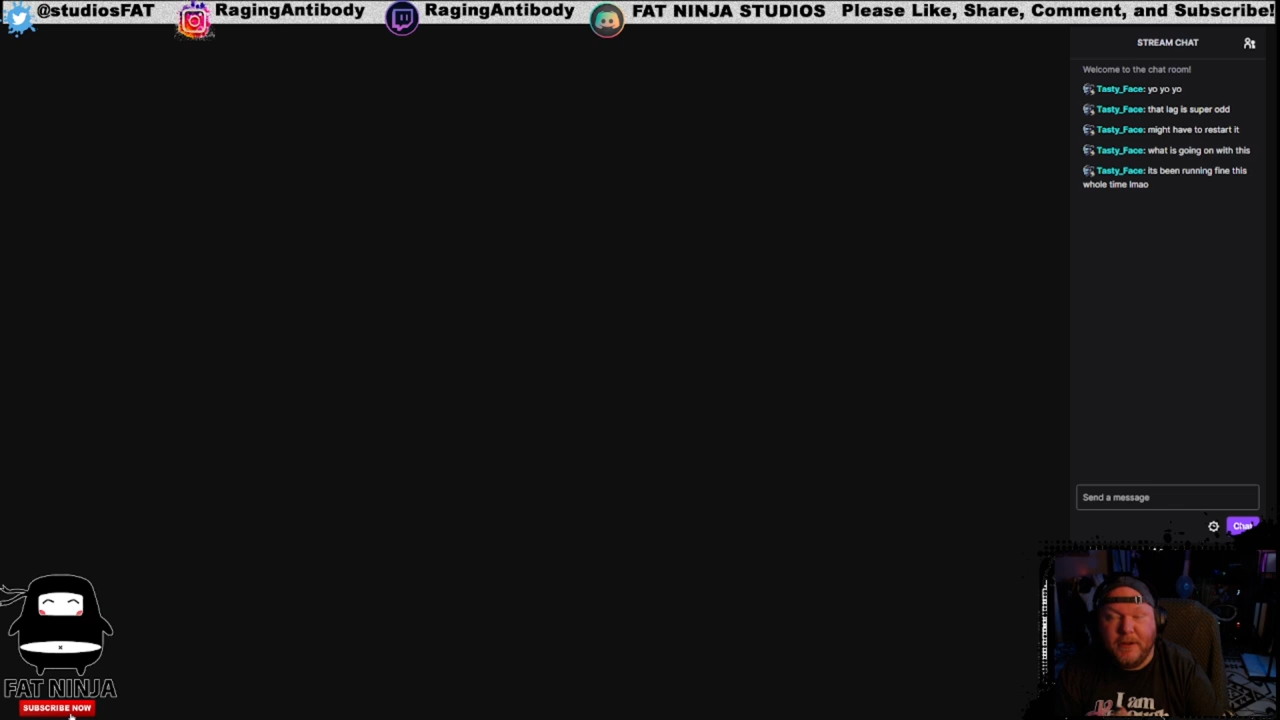 @studiosFAT RagingAntibody RagingAntibody FAT NINJA STUDIOS Please Like, Share, Comment, and Subscribe!
STREAM CHAT
Welcome to the chat room!
Tasty_Face: yo yo yo
Tasty_Face: that lag is super odd
Tasty_Face: might have to restart it
Tasty_Face: what is going on with this
Tasty_Face: its been running fine this
whole time lmao
Send a message
Chat
I am
FAT NINJA
SUBSCRIBE NOW